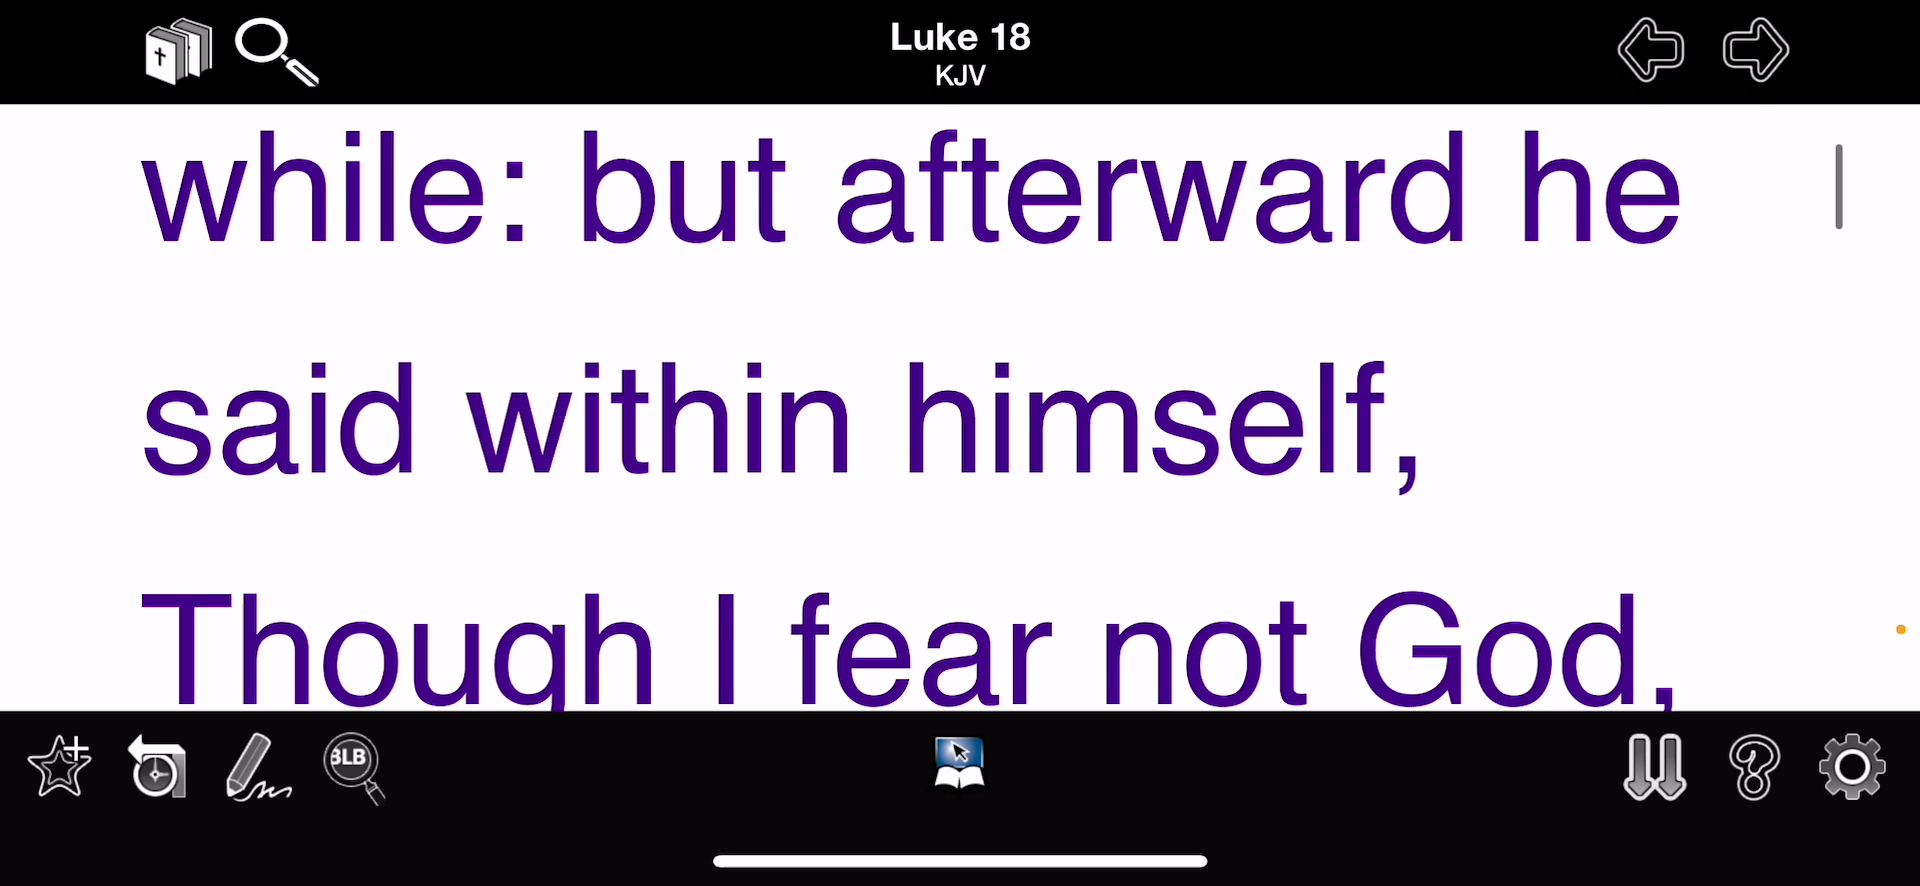 Luke 18
KJV
while: but afterward he
said within himself,
Though I fear not God,
BLB